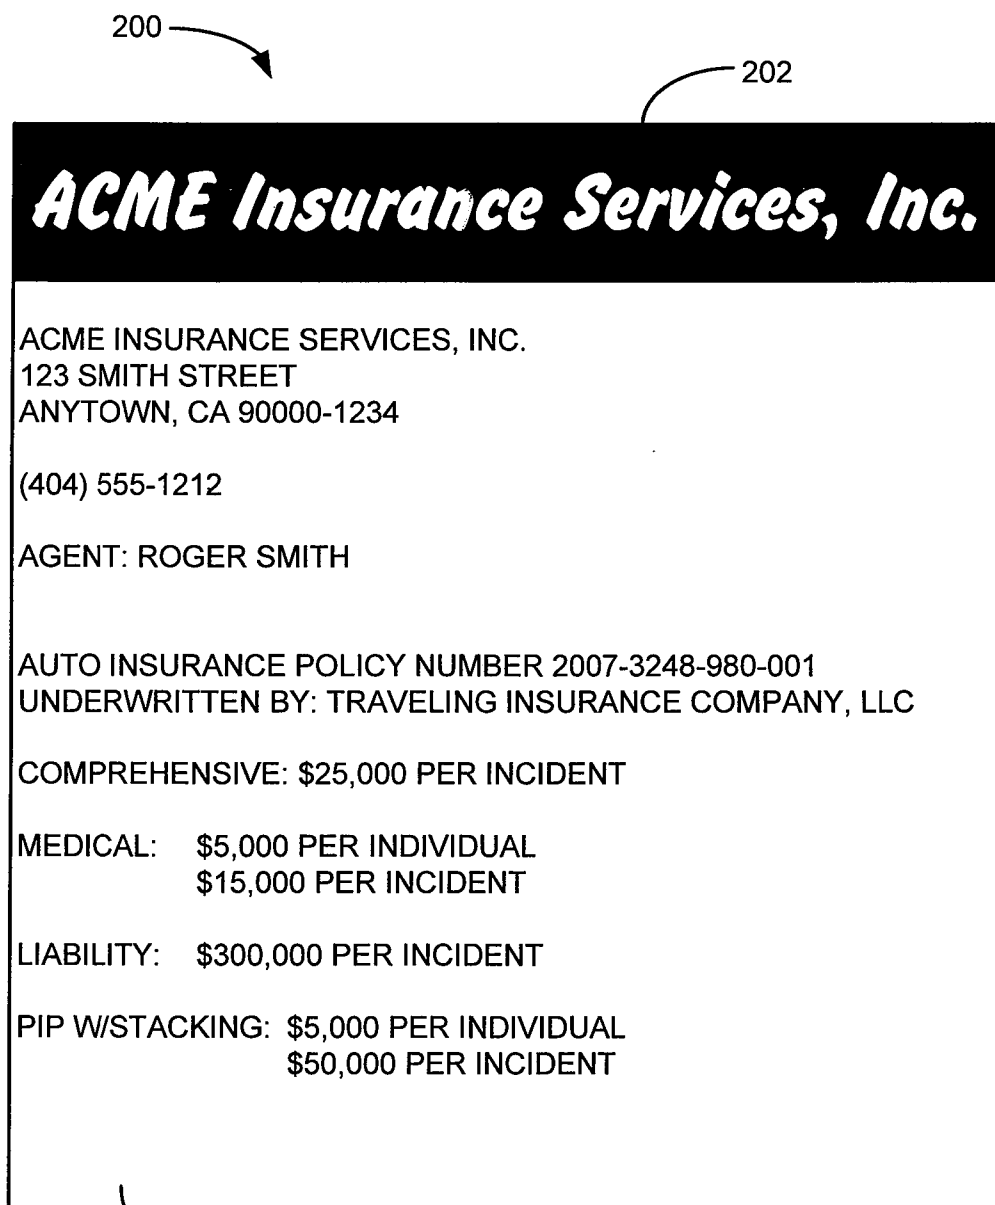 200
202
ACME Insurance Services, Inc.
ACME INSURANCE SERVICES, INC.
123 SMITH STREET
ANYTOWN, CA 90000-1234
(404) 555-1212
AGENT: ROGER SMITH
AUTO INSURANCE POLICY NUMBER 2007-3248-980-001
UNDERWRITTEN BY: TRAVELING INSURANCE COMPANY, LLC
COMPREHENSIVE: $25,000 PER INCIDENT
MEDICAL: $5,000 PER INDIVIDUAL
$15,000 PER INCIDENT
LIABILITY: $300,000 PER INCIDENT
PIP W/STACKING: $5,000 PER INDIVIDUAL
$50,000 PER INCIDENT